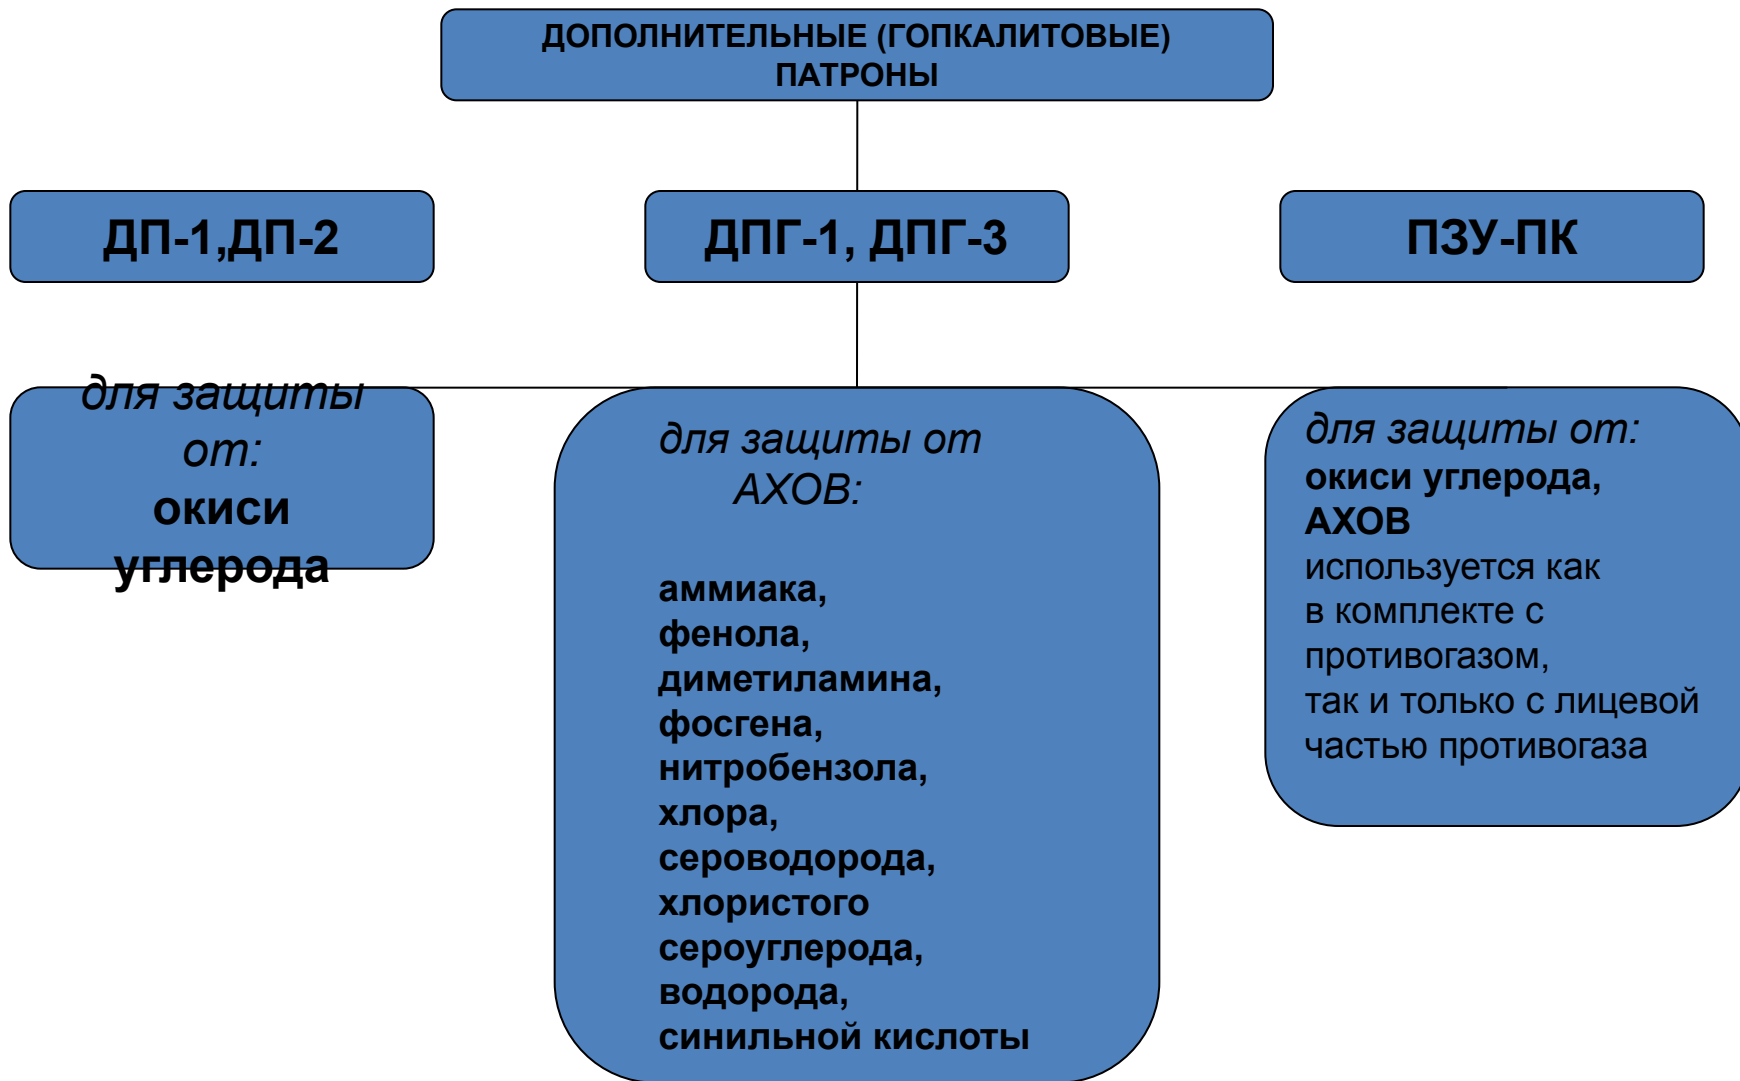 ДОПОЛНИТЕЛЬНЫЕ (ГОПКАЛИТОВЫЕ)
ПАТРОНЫ
ДП-1,ДП-2
ДПГ-1, ДПГ-3
ПЗУ-ПК
для защиты
от:
окиси
углерода
для защиты от
АХОВ:
аммиака,
фенола,
диметиламина,
фосгена,
нитробензола,
хлора,
сероводорода,
хлористого
сероуглерода,
водорода,
синильной кислоты
для защиты от:
окиси углерода,
АХОВ
используется как
в комплекте с
противогазом,
так и только с лицевой
частью противогаза